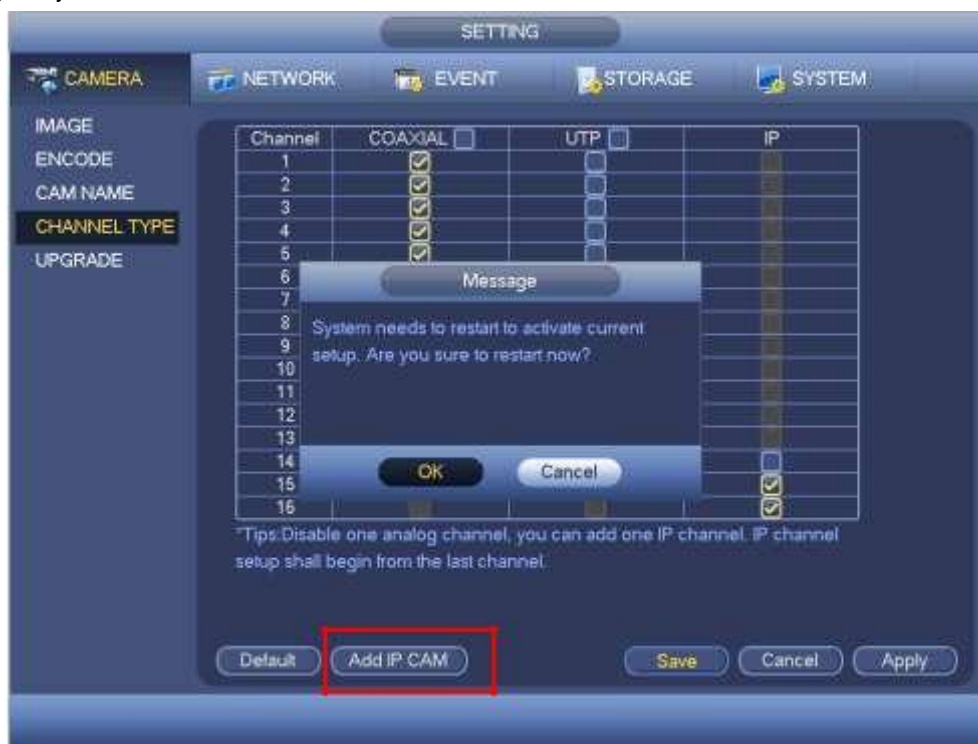 SETTING
CAMERA NETWORK EVENT STORAGE SYSTEM
IMAGE
ENCODE
CAM NAME
CHANNEL TYPE
UPGRADE
Channel COAXIAL UTP IP
1
2
3
4
5
6
7
8
9
10
11
12
13
14
15
16
Message
System needs to restart to activate current
setup. Are you sure to restart now?
OK Cancel
*Tips:Disable one analog channel, you can add one IP channel. IP channel
setup shall begin from the last channel.
Default Add IP CAM Save Cancel Apply